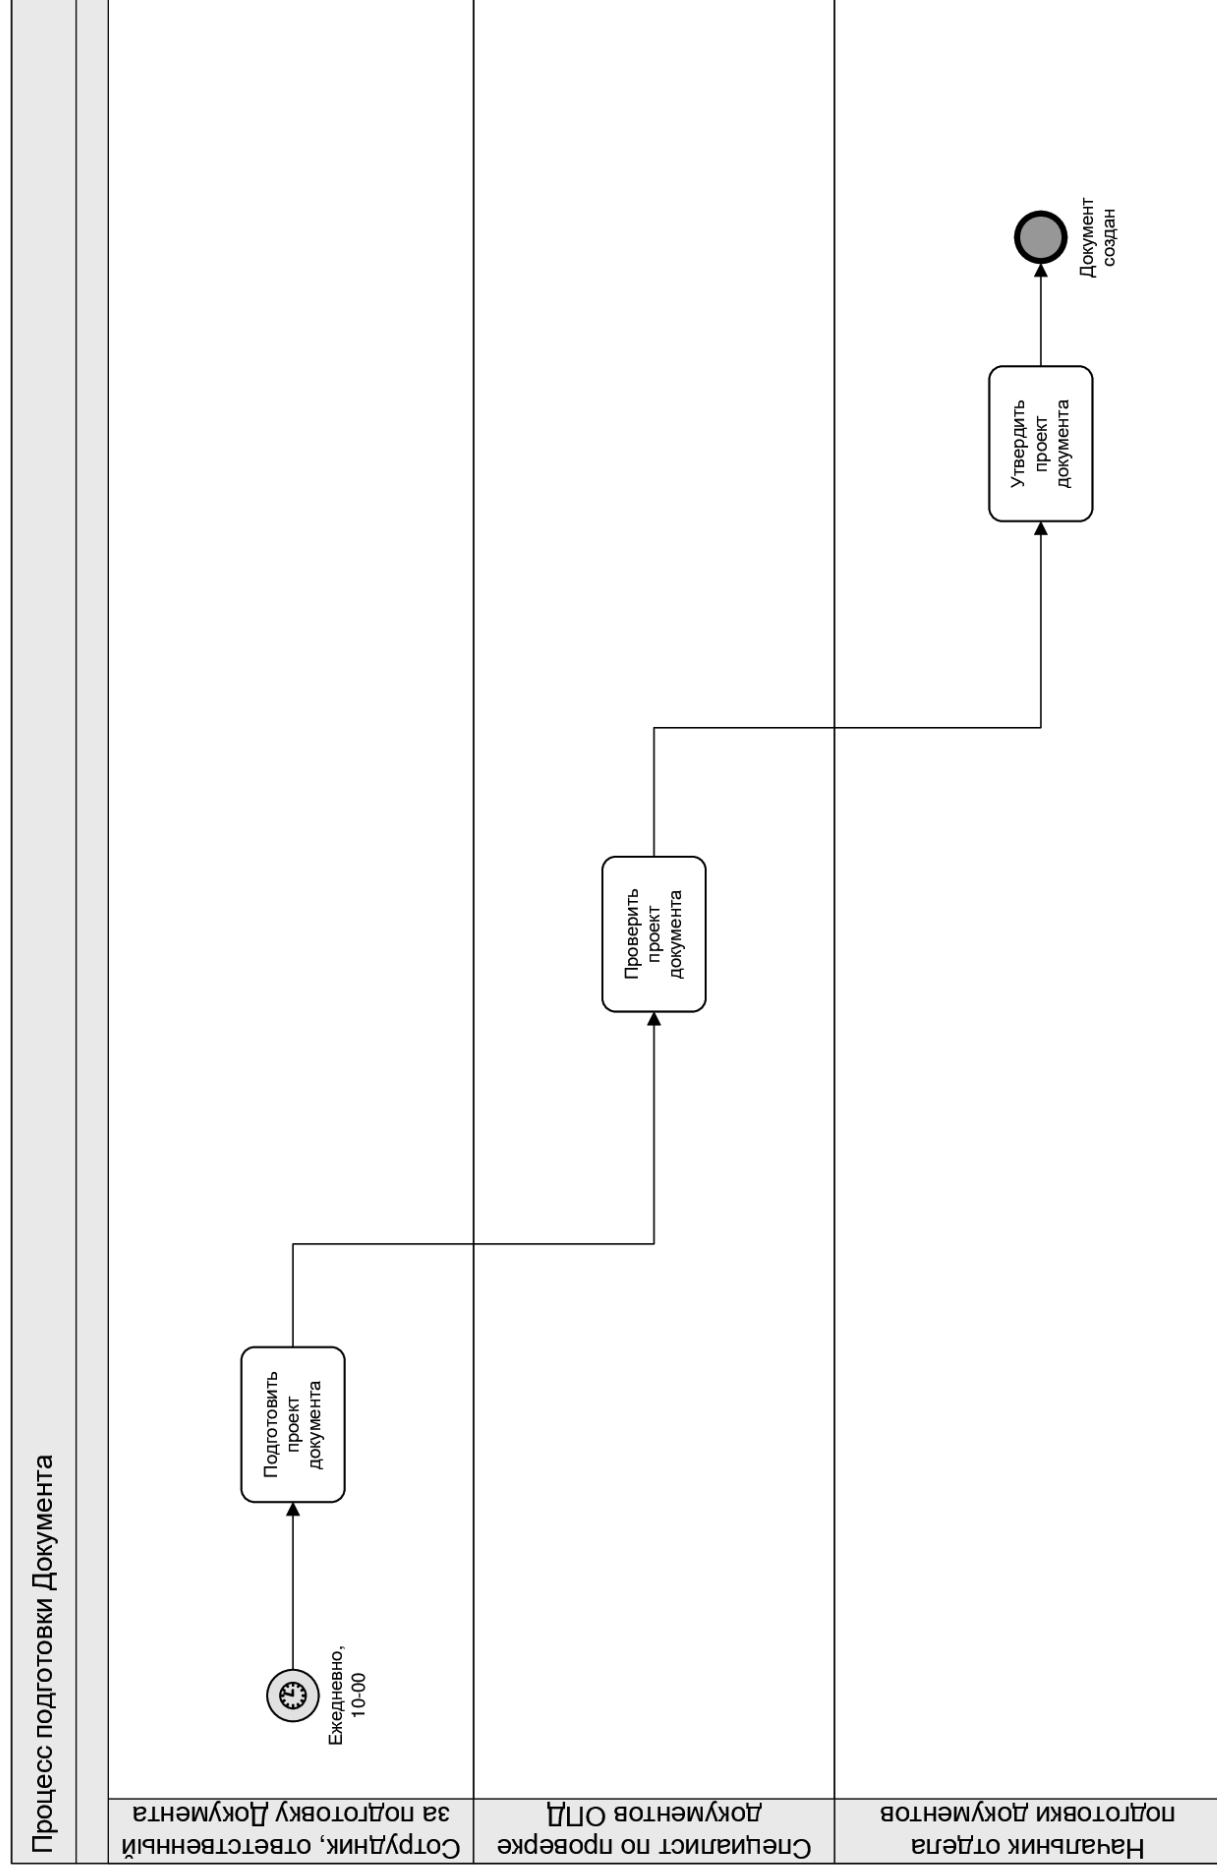 Процесс подготовки Документа
Сотрудник, ответственный
за подготовку Документа
Ежедневно,
10-00
Подготовить
проект
документа
Специалист по проверке
документов ОПД
Проверить
проект
документа
Начальник отдела
подготовки документов
Утвердить
проект
документа
Документ
создан